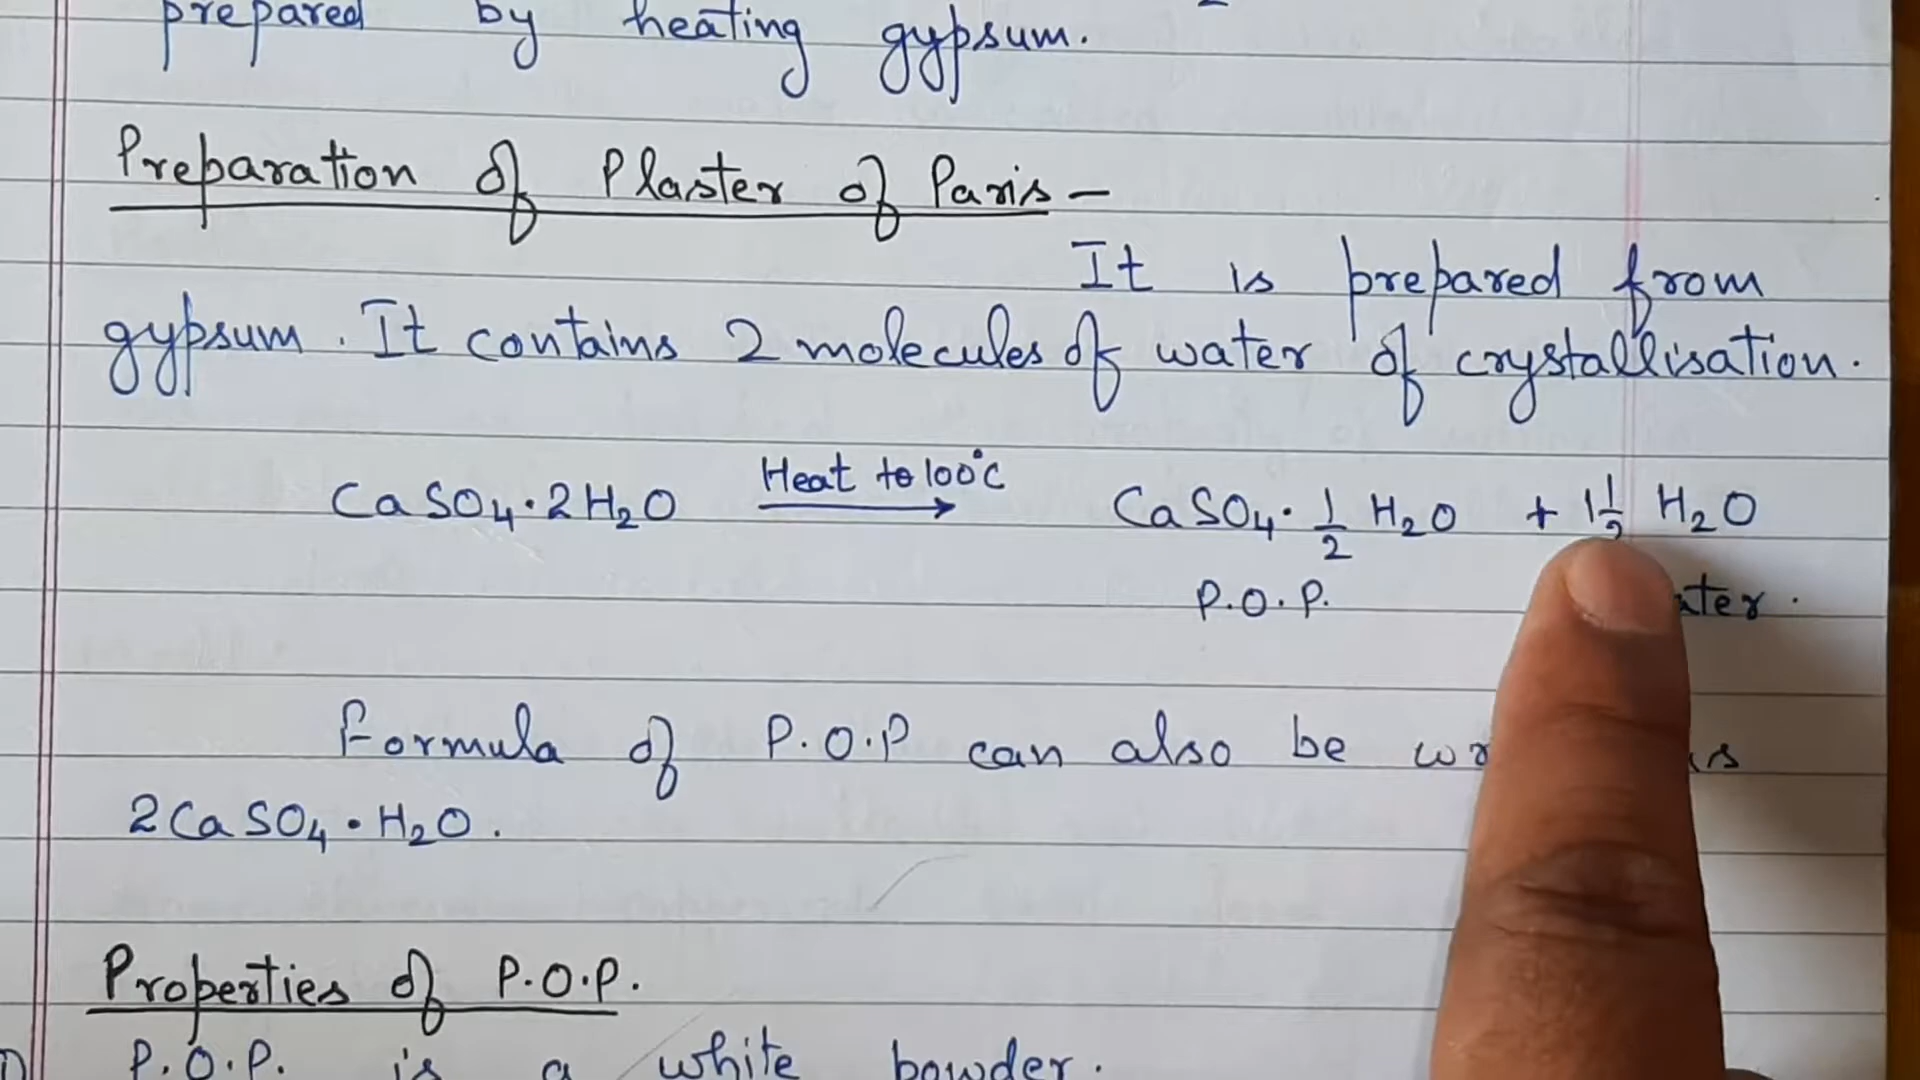 prepared by heating gypsum.
Preparation of Plaster of Paris –
It is prepared from
gypsum. It contains 2 molecules of water of crystallisation.
CaSO₄·2H₂O Heat to 100°C → CaSO₄·½ H₂O + 1½ H₂O
P.O.P.
Formula of P.O.P can also be
2CaSO₄·H₂O.
Properties of P.O.P.
P.O.P. is a white powder.